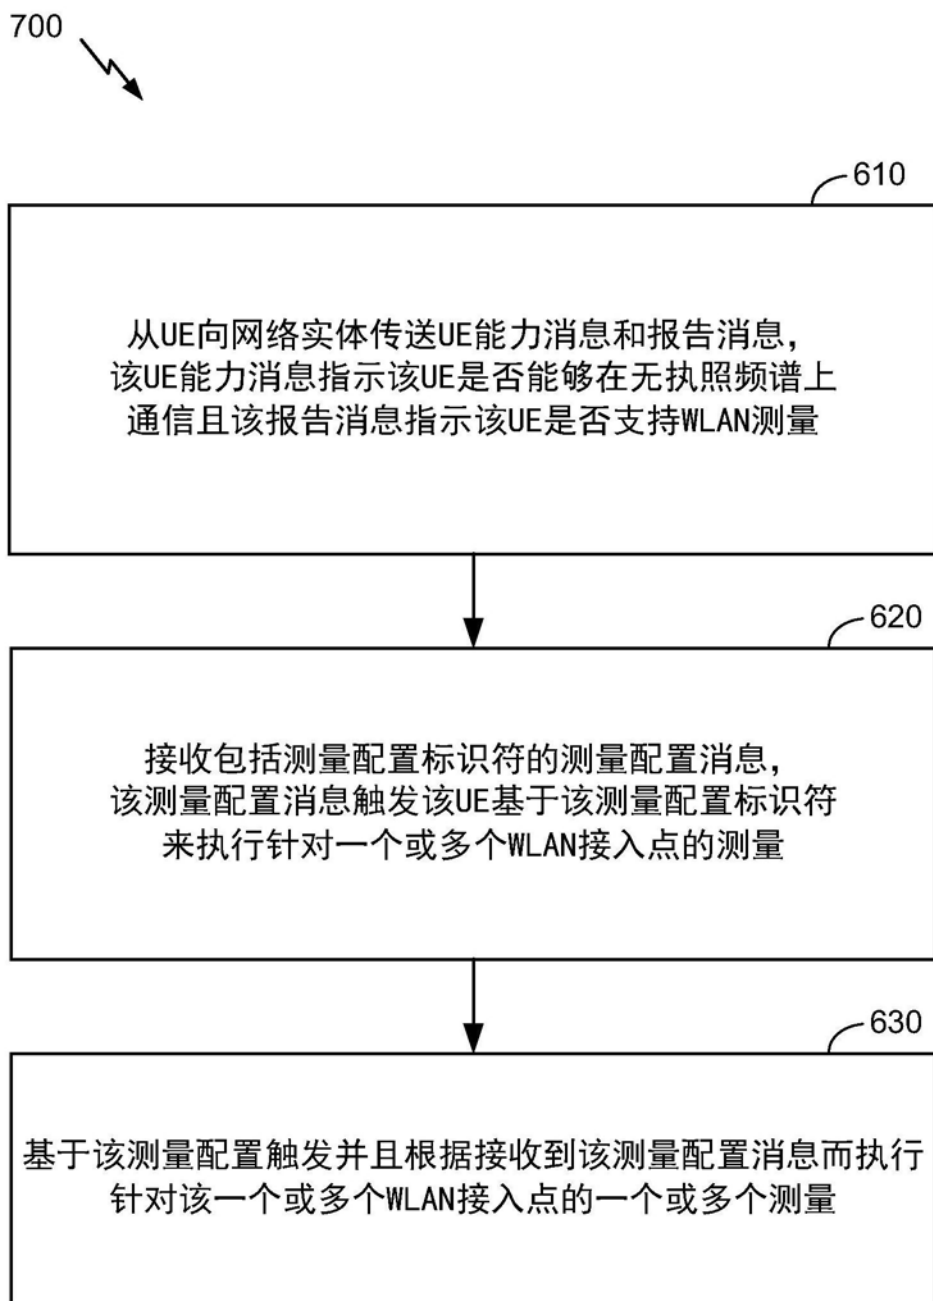 700
610
从UE向网络实体传送UE能力消息和报告消息，
该UE能力消息指示该UE是否能够在无执照频谱上
通信且该报告消息指示该UE是否支持WLAN测量
620
接收包括测量配置标识符的测量配置消息，
该测量配置消息触发该UE基于该测量配置标识符
来执行针对一个或多个WLAN接入点的测量
630
基于该测量配置触发并且根据接收到该测量配置消息而执行
针对该一个或多个WLAN接入点的一个或多个测量